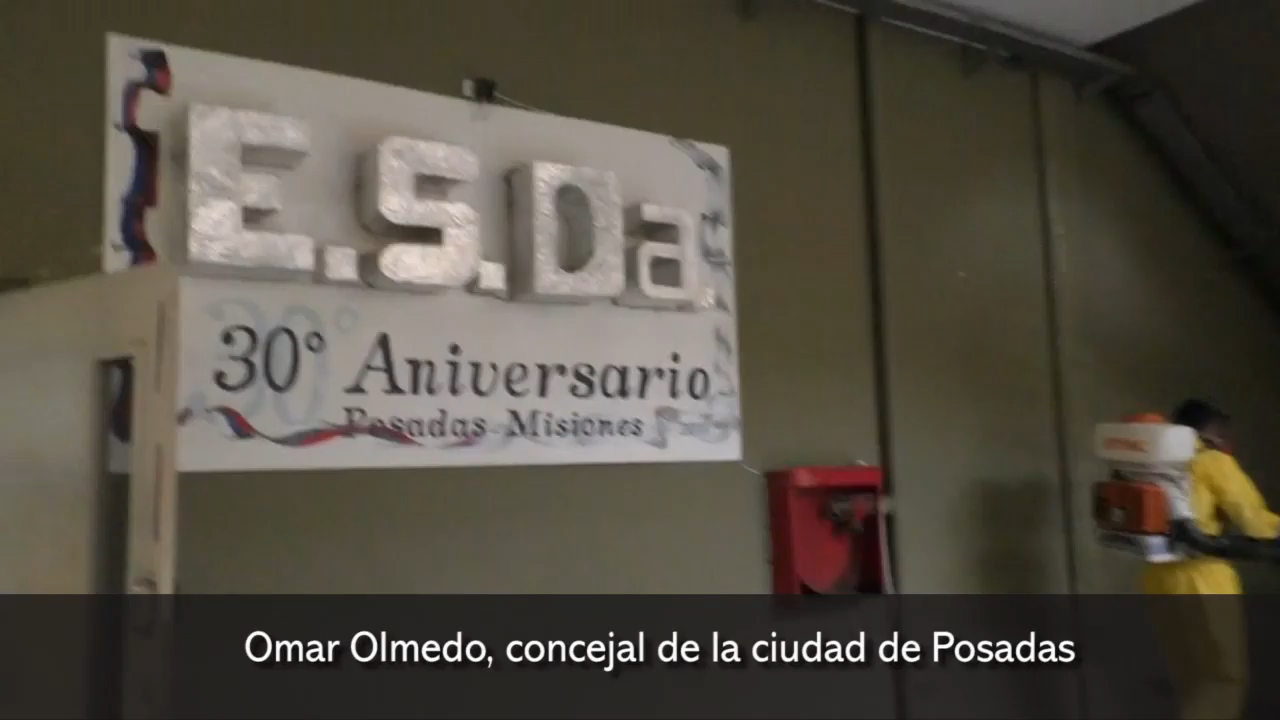 E.S.Da.
30° Aniversario
Posadas Misiones
Omar Olmedo, concejal de la ciudad de Posadas